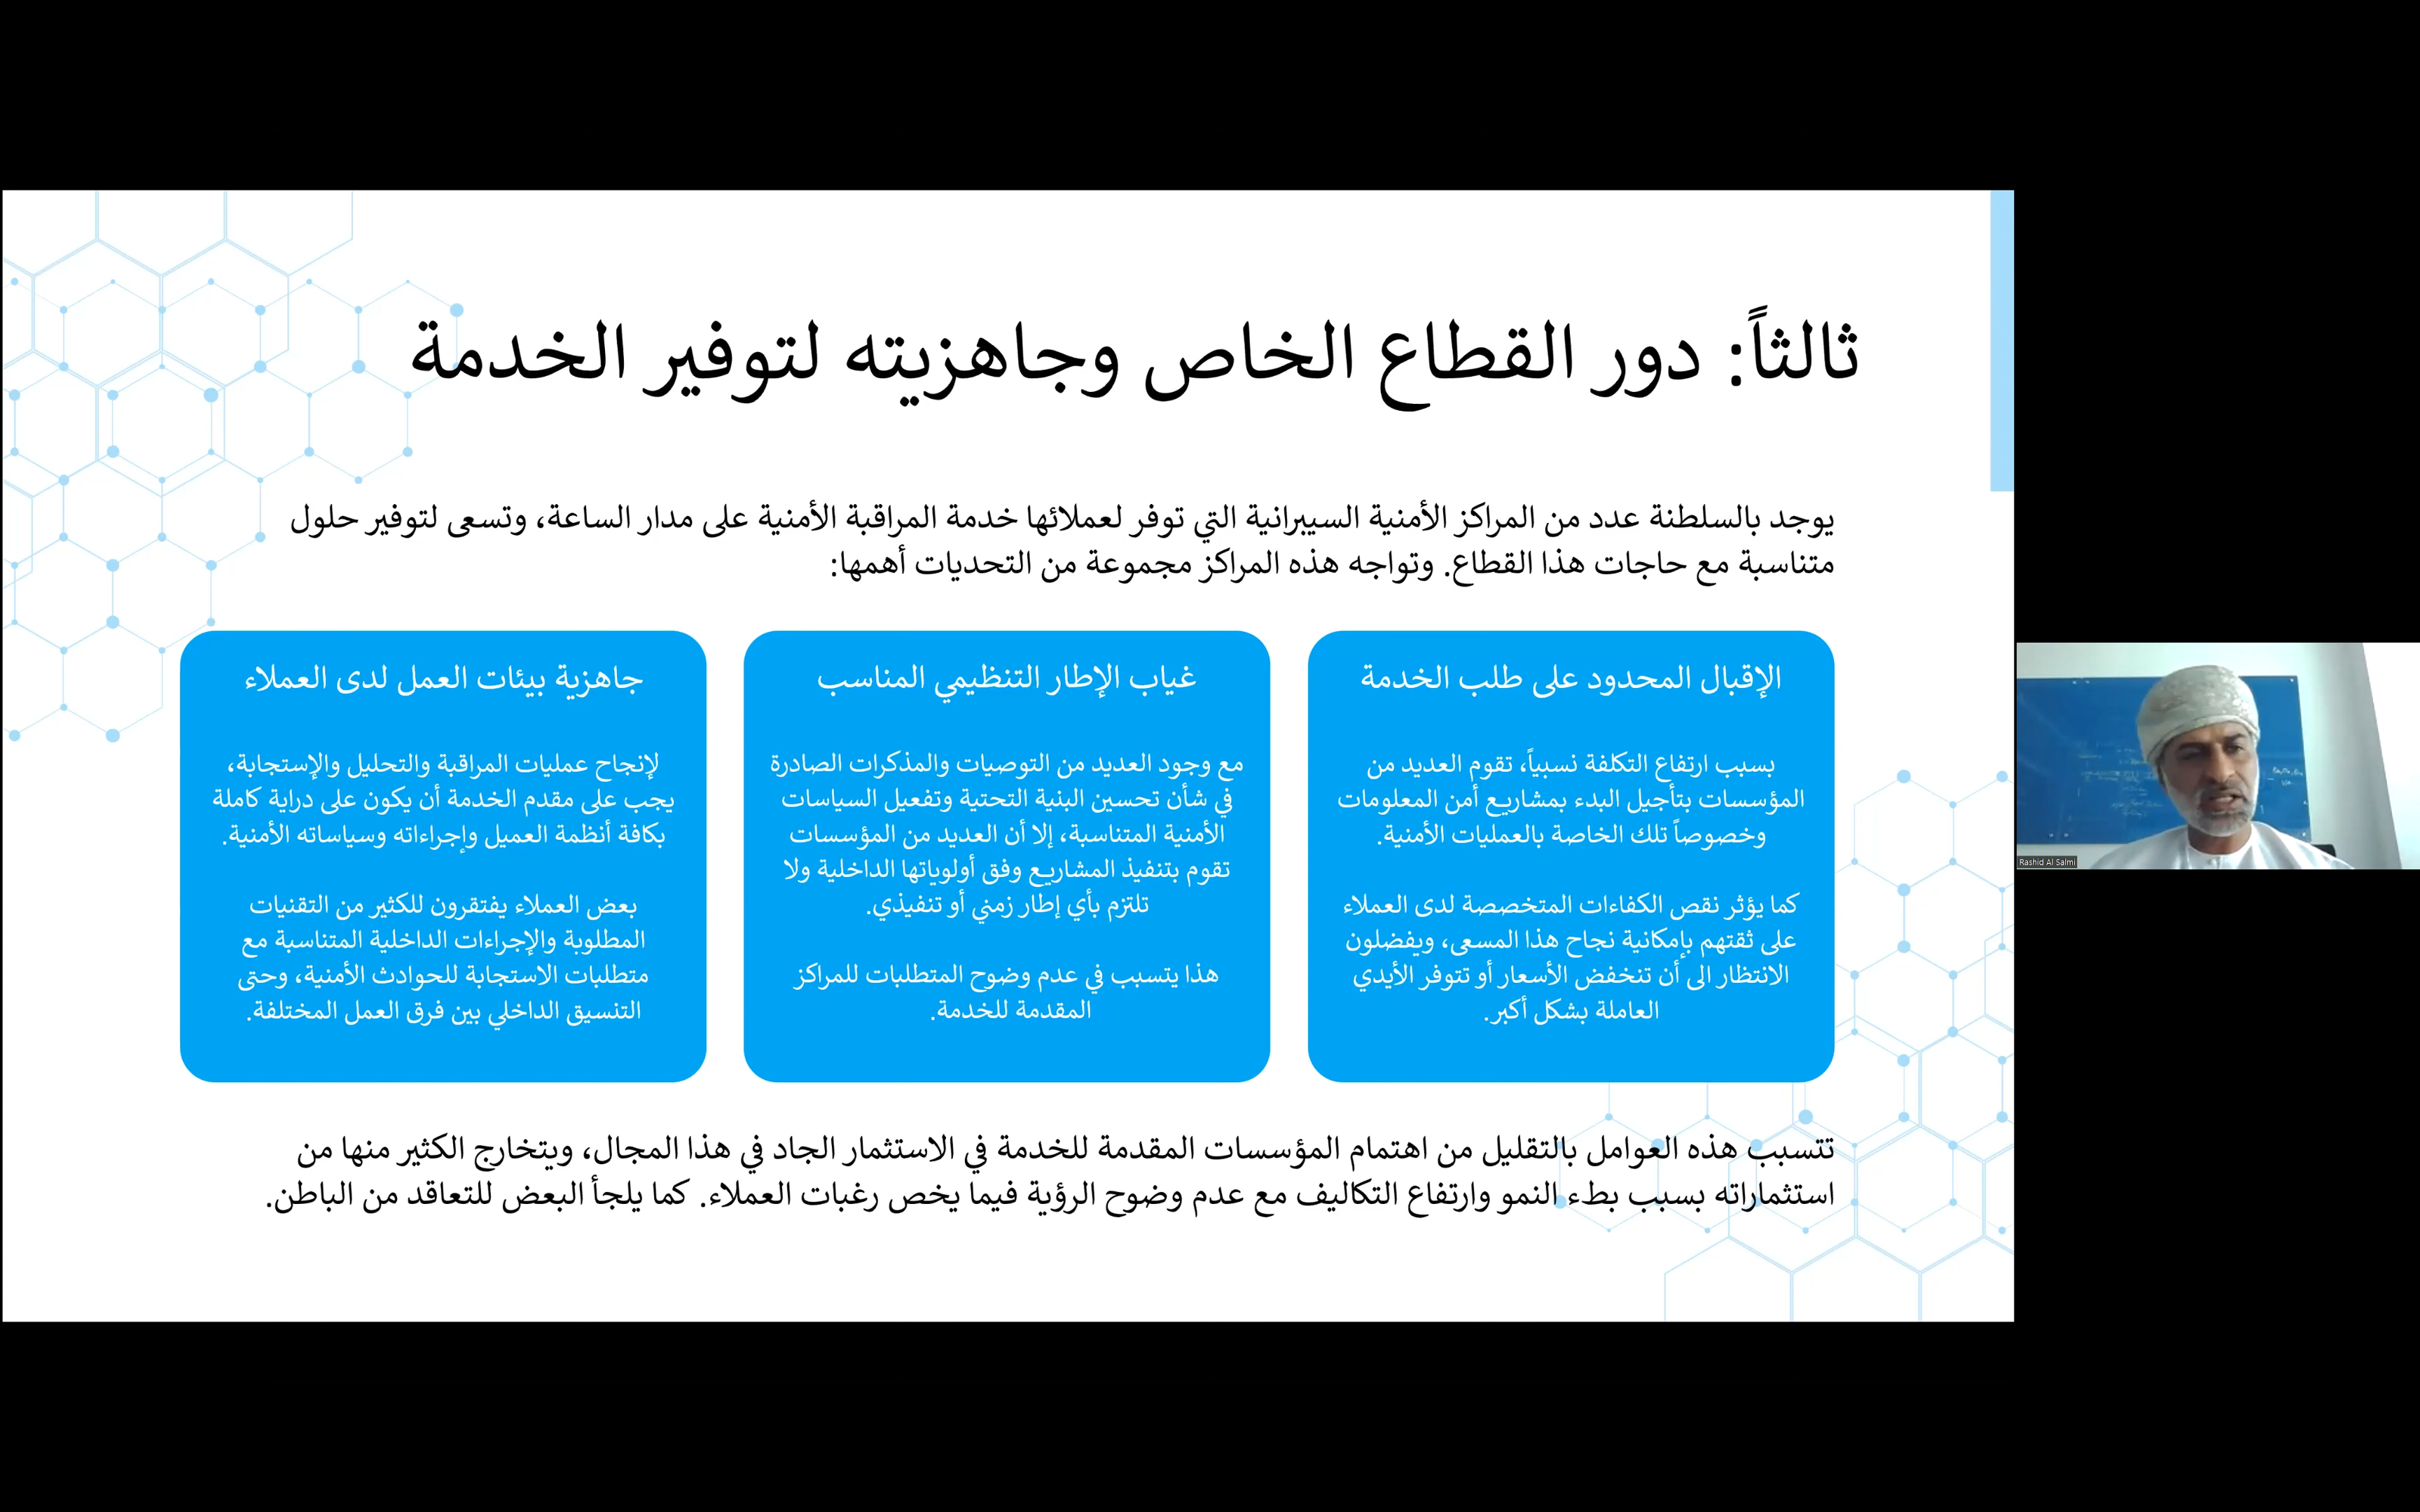 ثالثاً: دور القطاع الخاص وجاهزيته لتوفير الخدمة
يوجد بالسلطنة عدد من المراكز الأمنية السيبرانية التي توفر لعملائها خدمة المراقبة الأمنية على مدار الساعة، وتسعى لتوفير حلول
متناسبة مع حاجات هذا القطاع. وتواجه هذه المراكز مجموعة من التحديات أهمها:
الإقبال المحدود على طلب الخدمة
بسبب ارتفاع التكلفة نسبياً، تقوم العديد من
المؤسسات بتأجيل البدء بمشاريع أمن المعلومات
وخصوصاً تلك الخاصة بالعمليات الأمنية.
كما يؤثر نقص الكفاءات المتخصصة لدى العملاء
على ثقتهم بإمكانية نجاح هذا المسعى، ويفضلون
الانتظار الى أن تنخفض الأسعار أو تتوفر الأيدي
العاملة بشكل أكبر.
غياب الإطار التنظيمي المناسب
مع وجود العديد من التوصيات والمذكرات الصادرة
في شأن تحسين البنية التحتية وتفعيل السياسات
الأمنية المتناسبة، إلا أن العديد من المؤسسات
تقوم بتنفيذ المشاريع وفق أولوياتها الداخلية ولا
تلتزم بأي إطار زمني أو تنفيذي.
هذا يتسبب في عدم وضوح المتطلبات للمراكز
المقدمة للخدمة.
جاهزية بيئات العمل لدى العملاء
لإنجاح عمليات المراقبة والتحليل والإستجابة،
يجب على مقدم الخدمة أن يكون على دراية كاملة
بكافة أنظمة العميل وإجراءاته وسياساته الأمنية.
بعض العملاء يفتقرون للكثير من التقنيات
المطلوبة والإجراءات الداخلية المتناسبة مع
متطلبات الاستجابة للحوادث الأمنية، وحتى
التنسيق الداخلي بين فرق العمل المختلفة.
تتسبب هذه العوامل بالتقليل من اهتمام المؤسسات المقدمة للخدمة في الاستثمار الجاد في هذا المجال، ويتخارج الكثير منها من
استثماراته بسبب بطء النمو وارتفاع التكاليف مع عدم وضوح الرؤية فيما يخص رغبات العملاء. كما يلجأ البعض للتعاقد من الباطن.
Rashid Al Salmi